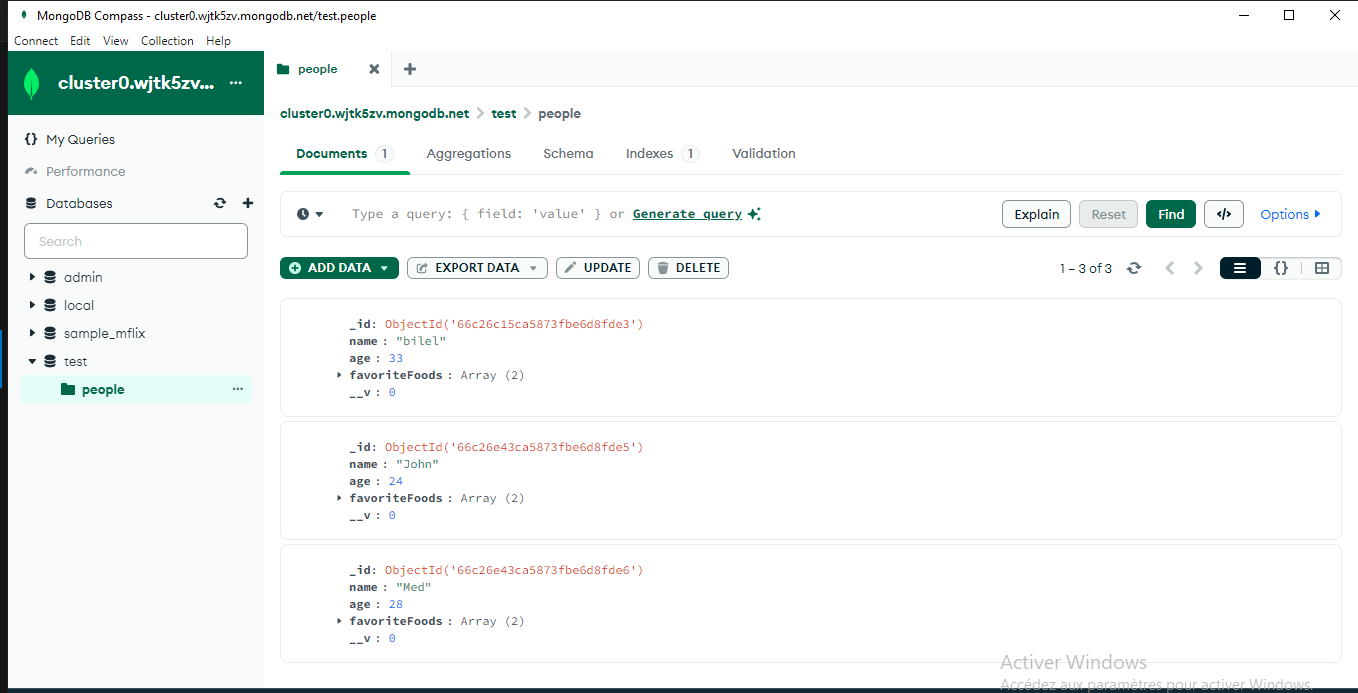 MongoDB Compass - cluster0.wjtk5zv.mongodb.net/test.people
Connect Edit View Collection Help
cluster0.wjtk5zv...
My Queries
Performance
Databases
Search
admin
local
sample_mflix
test
people
people
cluster0.wjtk5zv.mongodb.net > test > people
Documents 1 Aggregations Schema Indexes 1 Validation
Type a query: { field: 'value' } or Generate query
Explain Reset Find </> Options
ADD DATA EXPORT DATA UPDATE DELETE
1 – 3 of 3
{}
_id: ObjectId('66c26c15ca5873fbe6d8fde3')
name : "bilel"
age : 33
favoriteFoods : Array (2)
__v : 0
_id: ObjectId('66c26e43ca5873fbe6d8fde5')
name : "John"
age : 24
favoriteFoods : Array (2)
__v : 0
_id: ObjectId('66c26e43ca5873fbe6d8fde6')
name : "Med"
age : 28
favoriteFoods : Array (2)
__v : 0
Activer Windows
Accédez aux paramètres pour activer Windows.